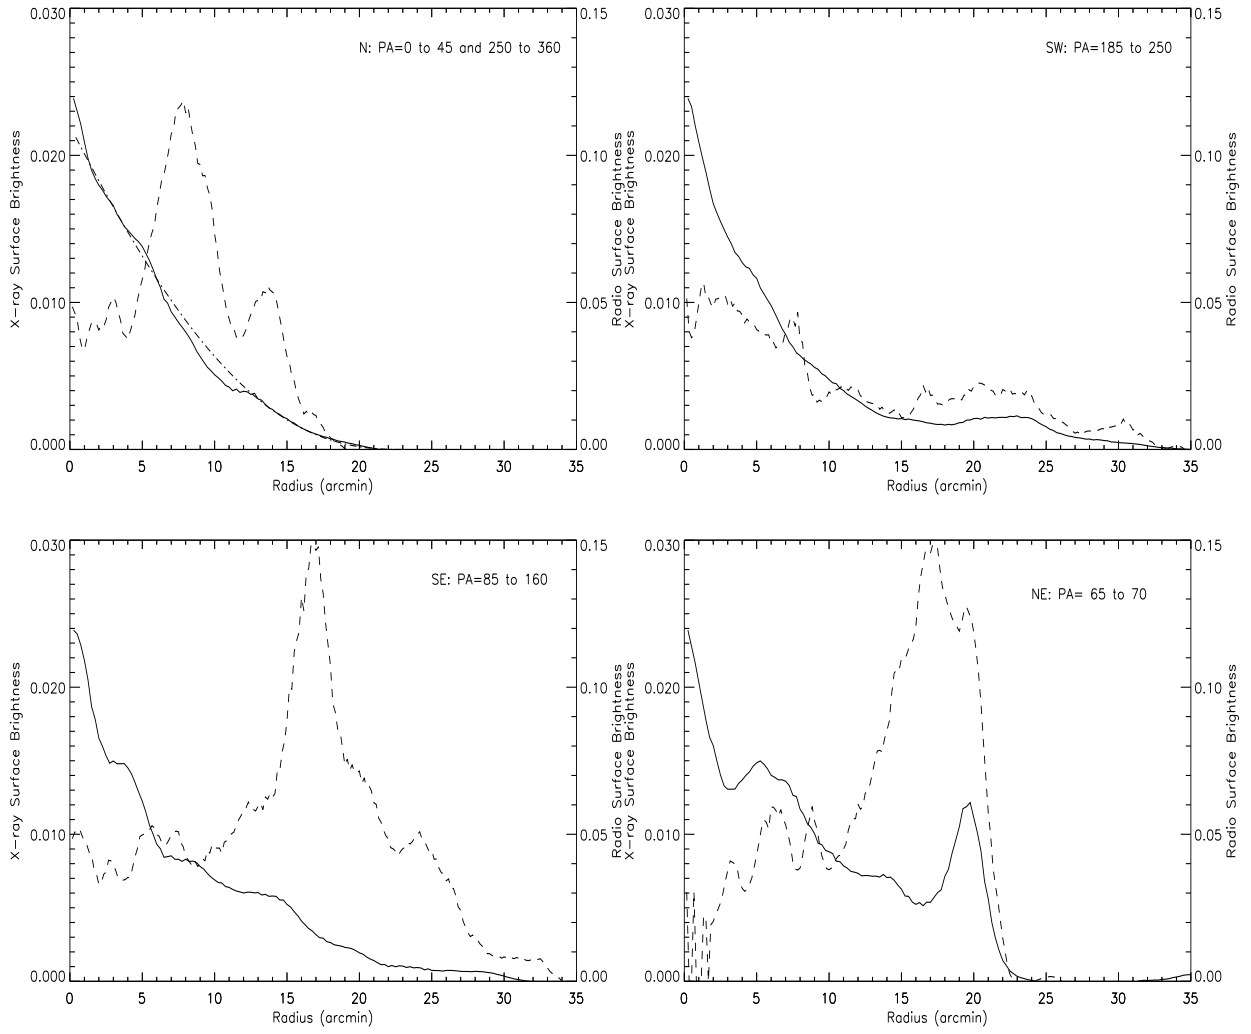 N: PA=0 to 45 and 250 to 360
0.030
0.020
0.010
0.000
0.15
0.10
0.05
0.00
X-ray Surface Brightness
Radio Surface Brightness
0 5 10 15 20 25 30 35
Radius (arcmin)
SW: PA=185 to 250
0.030
0.020
0.010
0.000
0.15
0.10
0.05
0.00
X-ray Surface Brightness
Radio Surface Brightness
0 5 10 15 20 25 30 35
Radius (arcmin)
SE: PA=85 to 160
0.030
0.020
0.010
0.000
0.15
0.10
0.05
0.00
X-ray Surface Brightness
Radio Surface Brightness
0 5 10 15 20 25 30 35
Radius (arcmin)
NE: PA= 65 to 70
0.030
0.020
0.010
0.000
0.15
0.10
0.05
0.00
X-ray Surface Brightness
Radio Surface Brightness
0 5 10 15 20 25 30 35
Radius (arcmin)